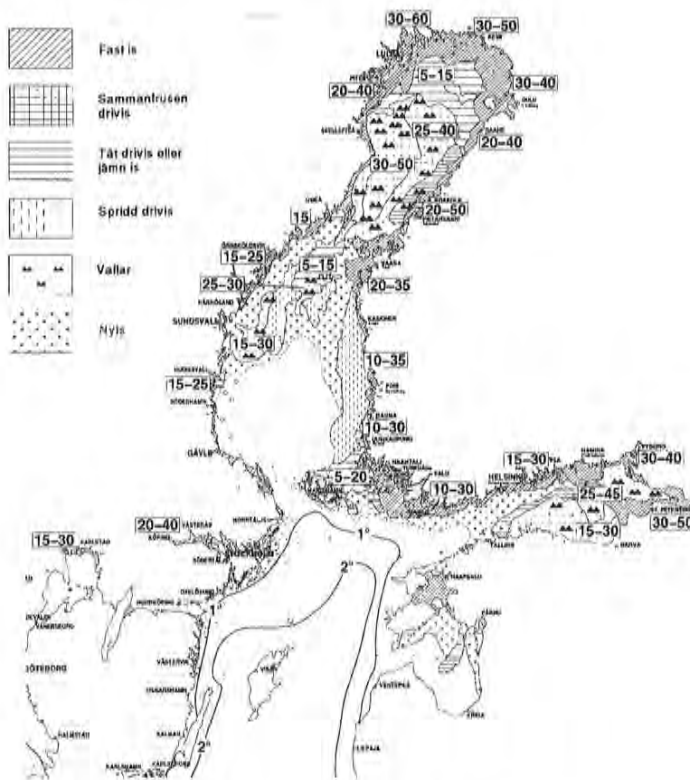 Fast is
Sammanfrusen
drivis
Tät drivis eller
jämn is
Spridd drivis
Vallar
Nyis
30–60
30–50
LULEÅ
KEMI
5–15
30–40
20–40
OULU
SKELLEFTEÅ
25–40
RAAHE
20–40
30–50
UMEÅ
15
20–50
15–25
VAASA
5–15
25–30
20–35
HÄRNÖSAND
SUNDSVALL
KASKINEN
15–30
HUDIKSVALL
10–35
15–25
PORI
SÖDERHAMN
RAUMA
10–30
UUSIKAUPUNKI
GÄVLE
NAANTALI
TURKU
5–20
10–30
HELSINKI
15–30
HAMINA
VYBORG
30–40
25–45
ST. PETERSBURG
30–50
15–30
NARVA
TALLINN
NORRTÄLJE
20–40
VÄSTERÅS
KÖPING
15–30
KARLSTAD
STOCKHOLM
1°
2°
HAAPSALU
PÄRNU
OXELÖSUND
NORRKÖPING
1
VÄNERSBORG
VÄSTERVIK
VISBY
VENTSPILS
ÖTEBORG
OSKARSHAMN
RIGA
HALMSTAD
KALMAR
2°
LIEPAJA
KARLSHAMN